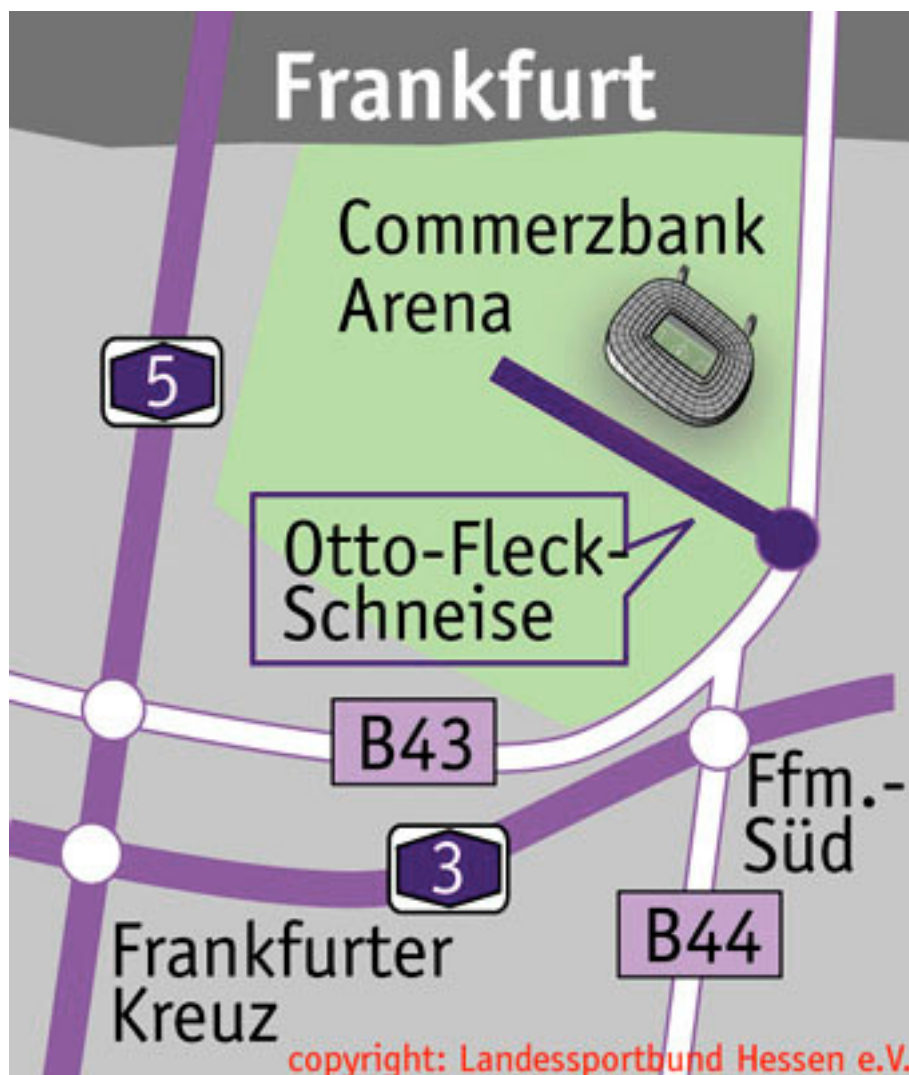 Frankfurt
Commerzbank
Arena
5
Otto-Fleck-
Schneise
B43
Ffm.-
Süd
3
B44
Frankfurter
Kreuz
copyright: Landessportbund Hessen e.V.